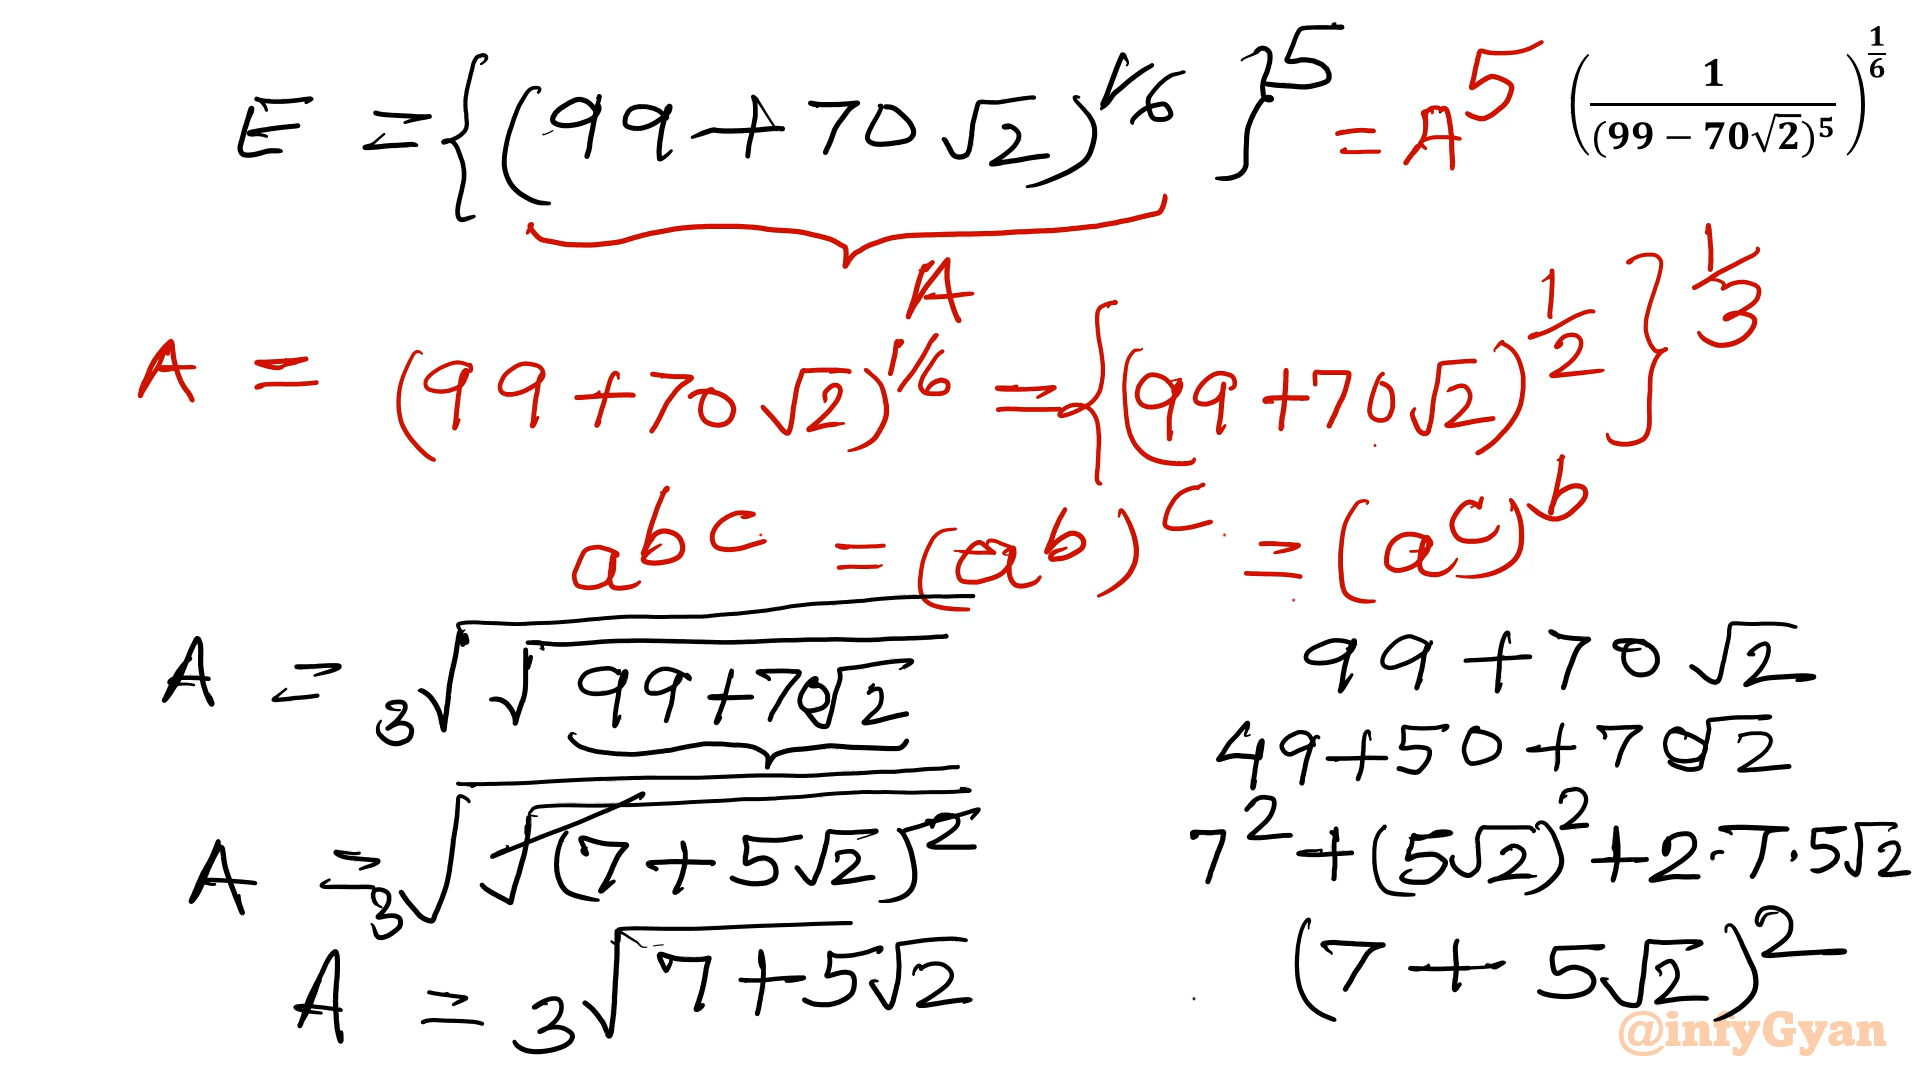 E = {(99 + 70√2)^1/6}^5 = A^5 (1/(99 − 70√2)^5)^1/6
A
A = (99 + 70√2)^1/6 = {(99 + 70√2)^1/2}^1/3
a^bc = (a^b)^c = (a^c)^b
A = 3√√99 + 70√2
99 + 70√2
49 + 50 + 70√2
A = 3√√(7 + 5√2)^2
7^2 + (5√2)^2 + 2·7·5√2
A = 3√7 + 5√2
(7 + 5√2)^2
@infyGyan